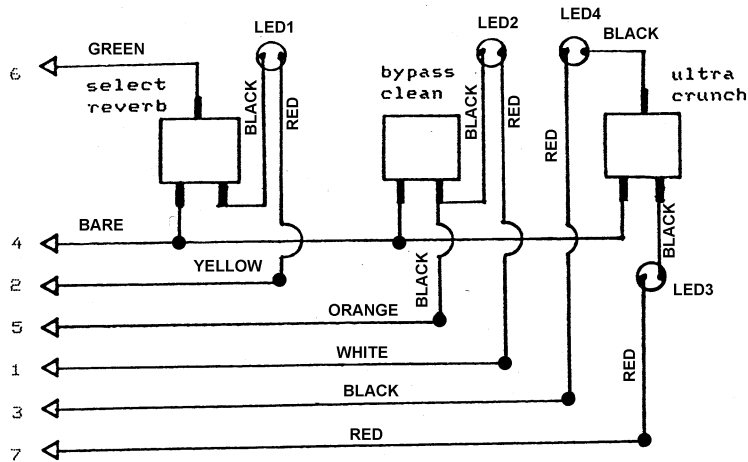 LED1
LED2
LED4
GREEN
BLACK
6
select
reverb
bypass
clean
ultra
crunch
BLACK
RED
BLACK
RED
RED
4
BARE
BLACK
2
YELLOW
BLACK
LED3
5
ORANGE
1
WHITE
RED
3
BLACK
7
RED